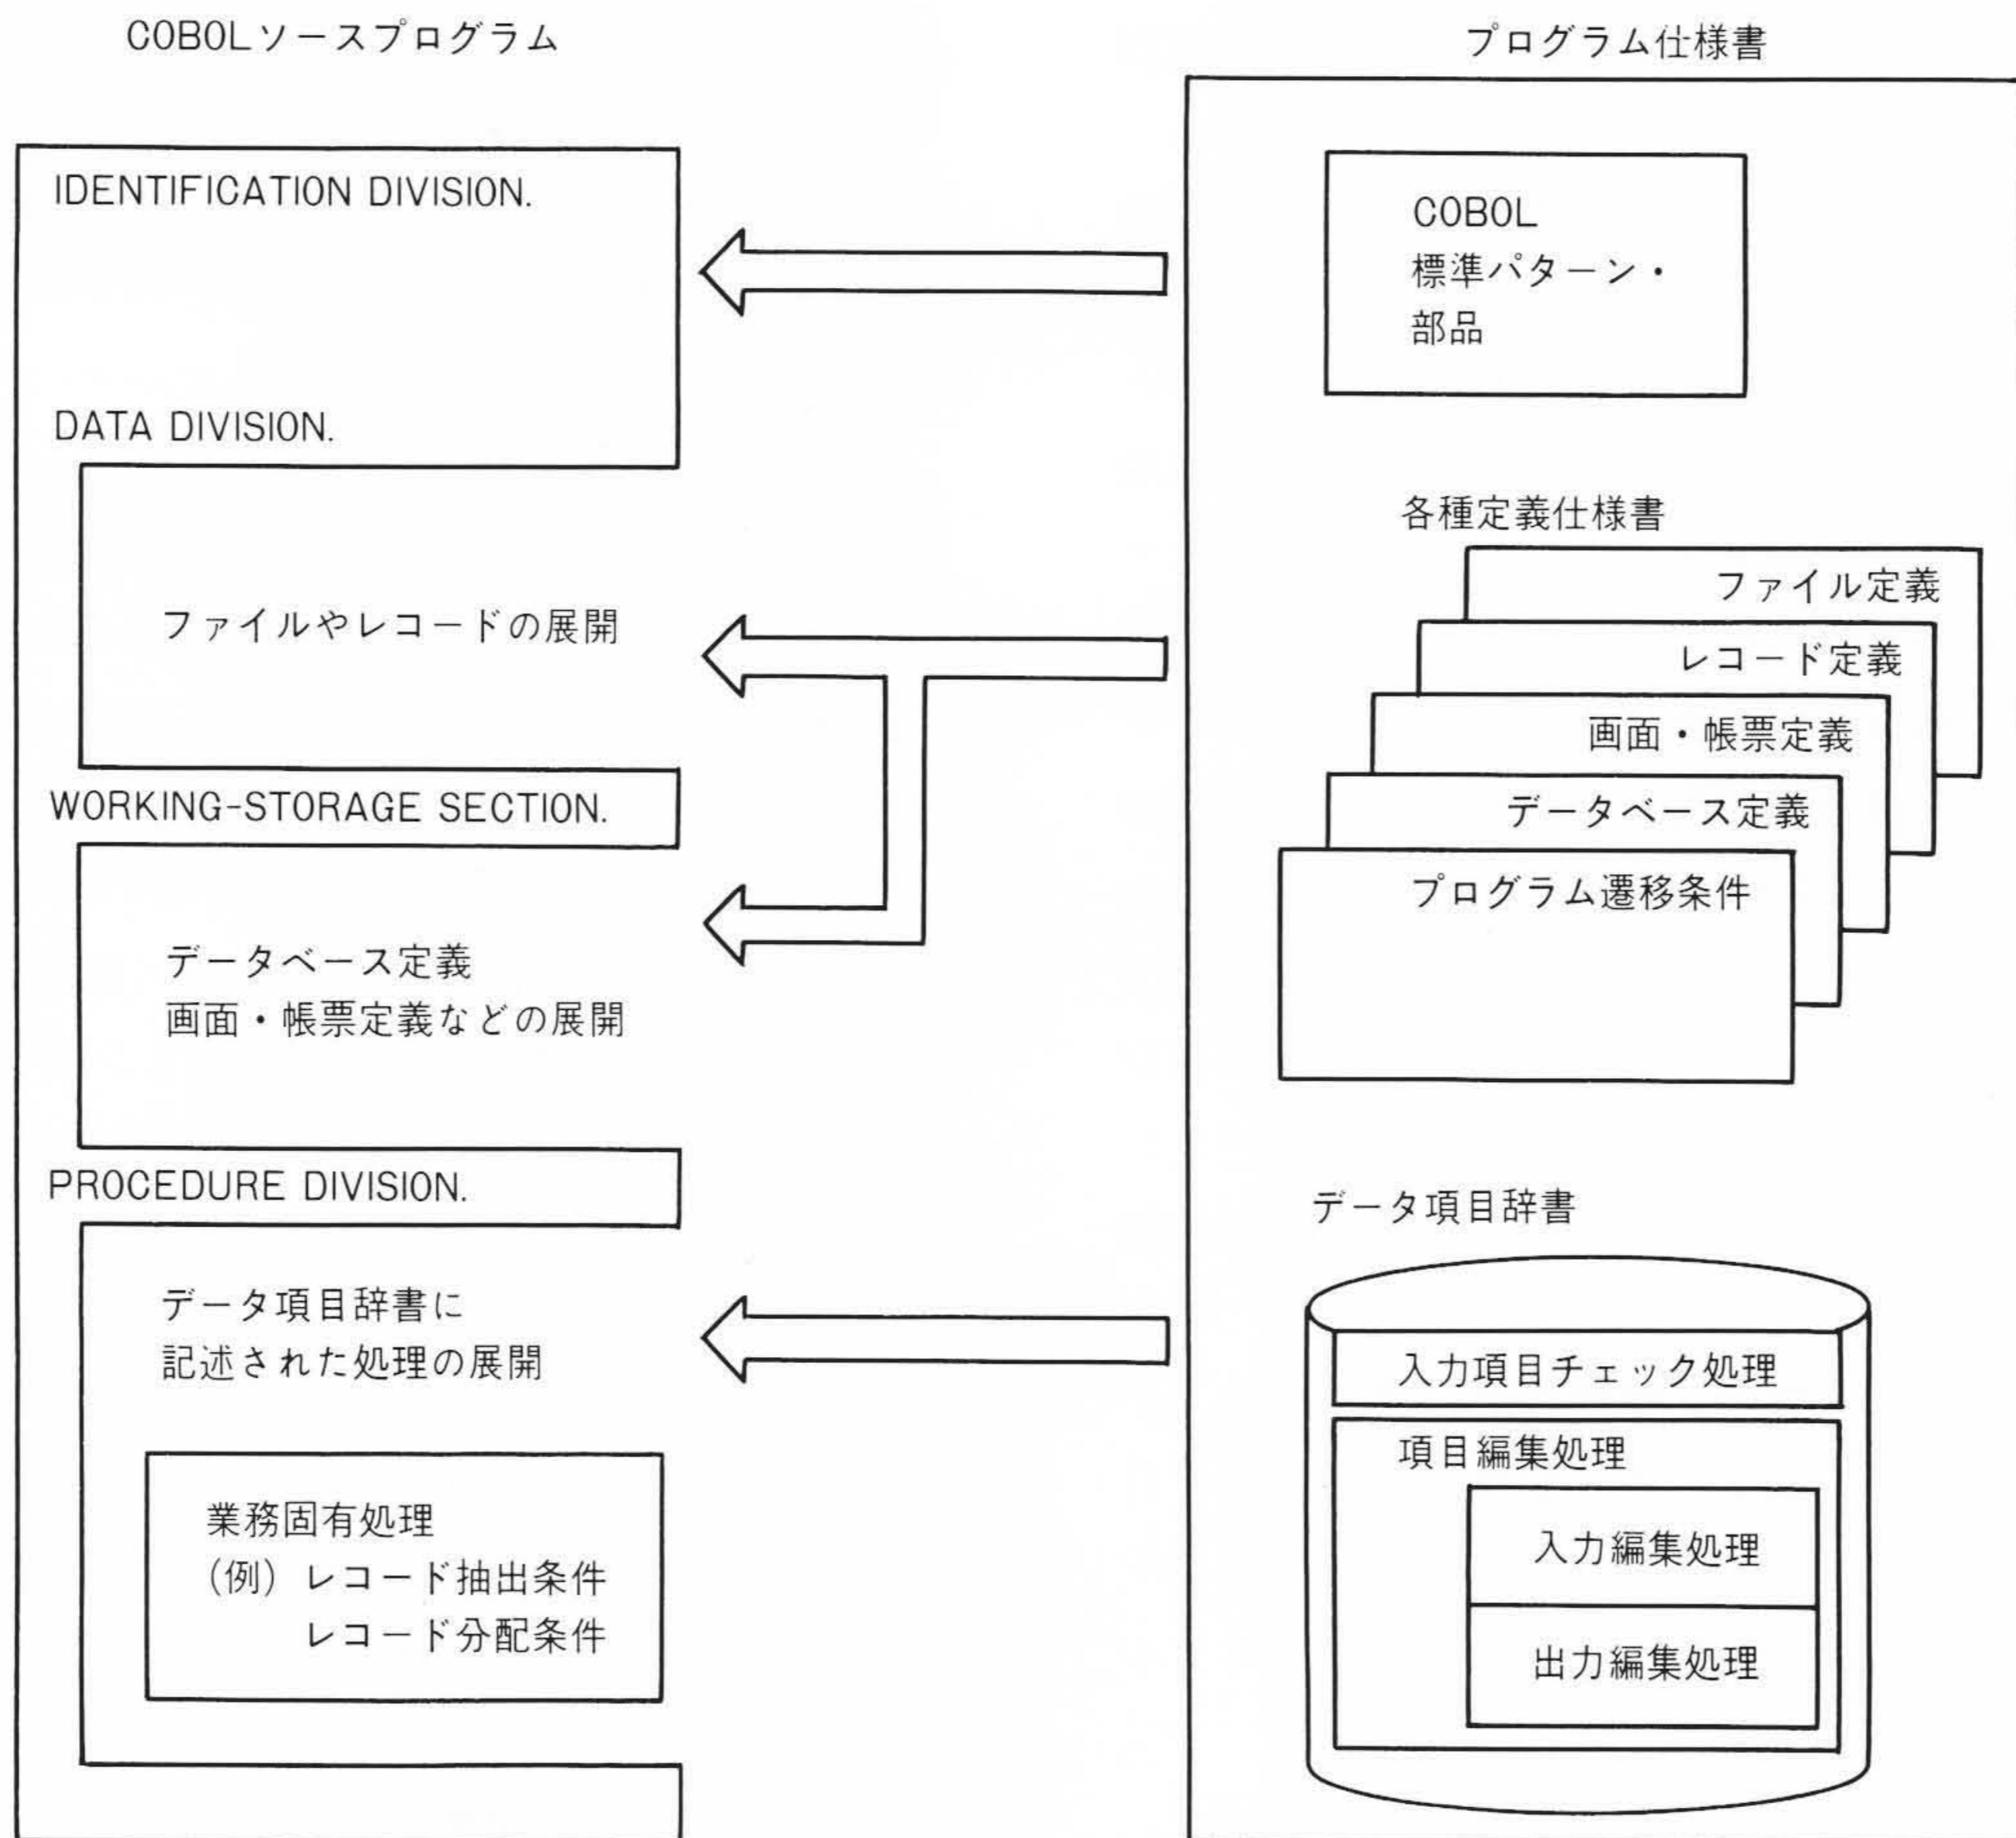 COBOLソースプログラム
IDENTIFICATION DIVISION.
DATA DIVISION.
ファイルやレコードの展開
WORKING-STORAGE SECTION.
データベース定義
画面・帳票定義などの展開
PROCEDURE DIVISION.
データ項目辞書に
記述された処理の展開
業務固有処理
(例) レコード抽出条件
レコード分配条件
プログラム仕様書
COBOL
標準パターン・
部品
各種定義仕様書
ファイル定義
レコード定義
画面・帳票定義
データベース定義
プログラム遷移条件
データ項目辞書
入力項目チェック処理
項目編集処理
入力編集処理
出力編集処理